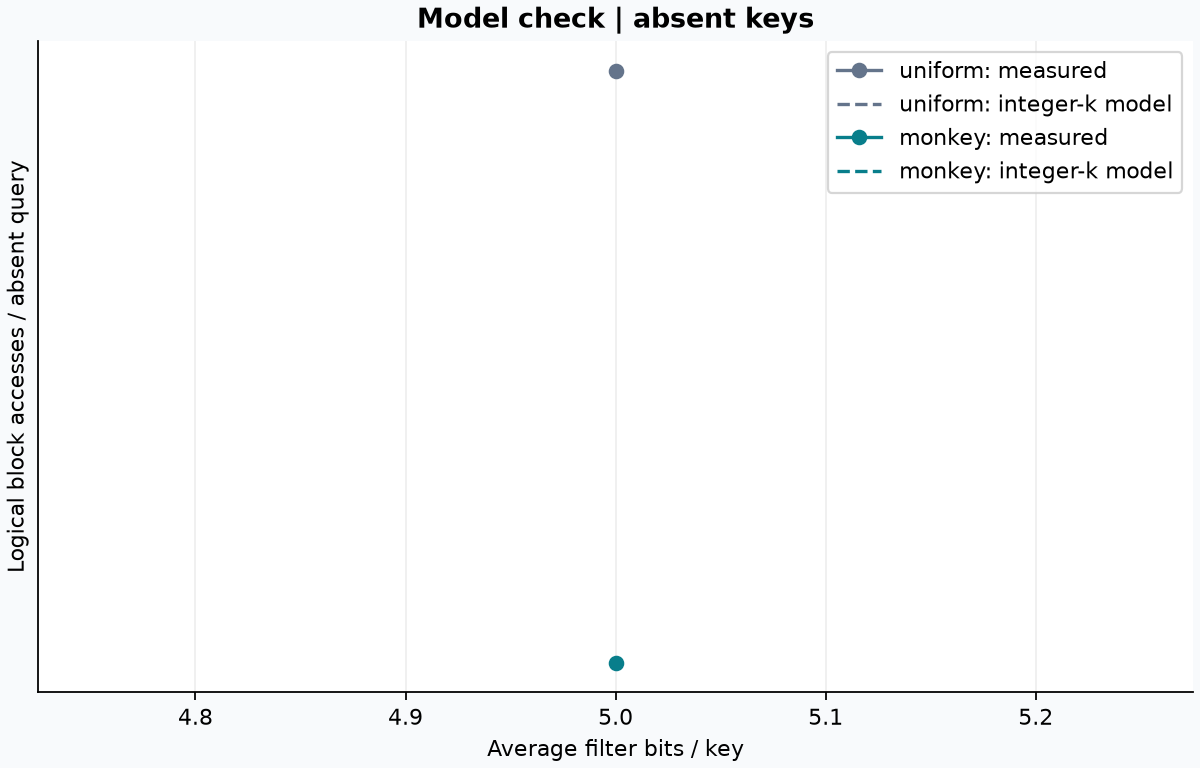 Model check | absent keys
Logical block accesses / absent query
uniform: measured
uniform: integer-k model
monkey: measured
monkey: integer-k model
4.8 4.9 5.0 5.1 5.2
Average filter bits / key